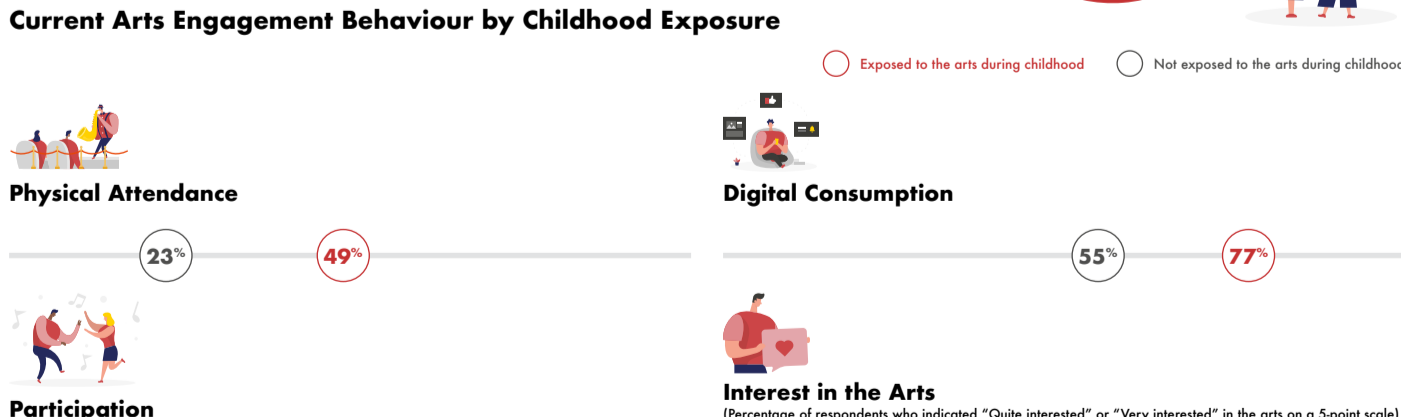 Current Arts Engagement Behaviour by Childhood Exposure
Exposed to the arts during childhood
Not exposed to the arts during childhood
Physical Attendance
23%
49%
Digital Consumption
55%
77%
Participation
Interest in the Arts
(Percentage of respondents who indicated “Quite interested” or “Very interested” in the arts on a 5-point scale)